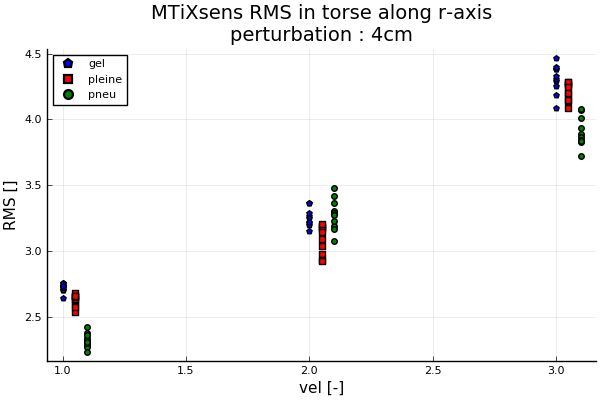 MTiXsens RMS in torse along r-axis
perturbation : 4cm
gel
pleine
pneu
4.5
4.0
3.5
3.0
2.5
RMS []
1.0 1.5 2.0 2.5 3.0
vel [-]